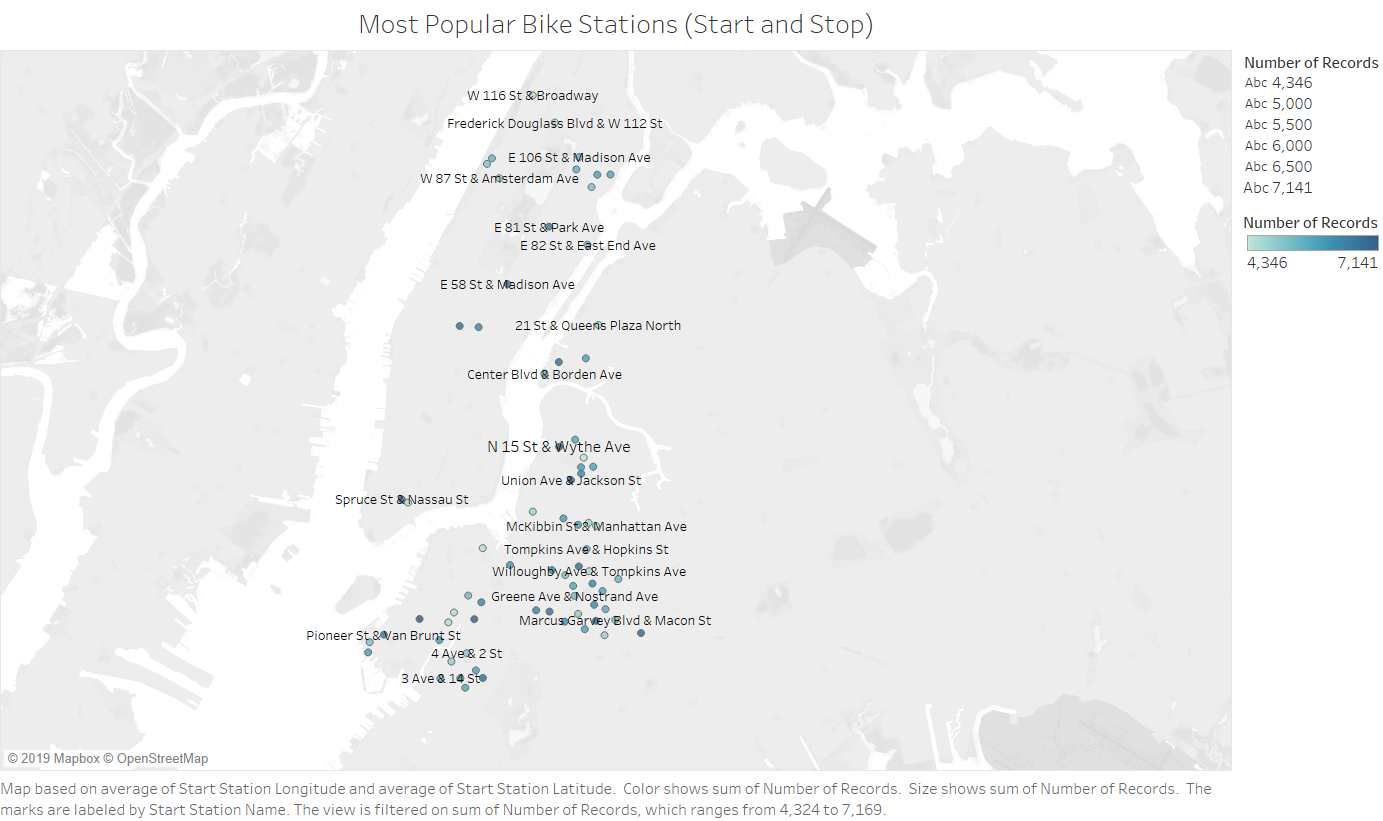 Most Popular Bike Stations (Start and Stop)
W 116 St & Broadway
Frederick Douglass Blvd & W 112 St
E 106 St & Madison Ave
W 87 St & Amsterdam Ave
E 81 St & Park Ave
E 82 St & East End Ave
E 58 St & Madison Ave
21 St & Queens Plaza North
Center Blvd & Borden Ave
N 15 St & Wythe Ave
Union Ave & Jackson St
Spruce St & Nassau St
McKibbin St & Manhattan Ave
Tompkins Ave & Hopkins St
Willoughby Ave & Tompkins Ave
Greene Ave & Nostrand Ave
Marcus Garvey Blvd & Macon St
Pioneer St & Van Brunt St
4 Ave & 2 St
3 Ave & 14 St
© 2019 Mapbox © OpenStreetMap
Number of Records
Abc 4,346
Abc 5,000
Abc 5,500
Abc 6,000
Abc 6,500
Abc 7,141
Number of Records
4,346 7,141
Map based on average of Start Station Longitude and average of Start Station Latitude. Color shows sum of Number of Records. Size shows sum of Number of Records. The
marks are labeled by Start Station Name. The view is filtered on sum of Number of Records, which ranges from 4,324 to 7,169.